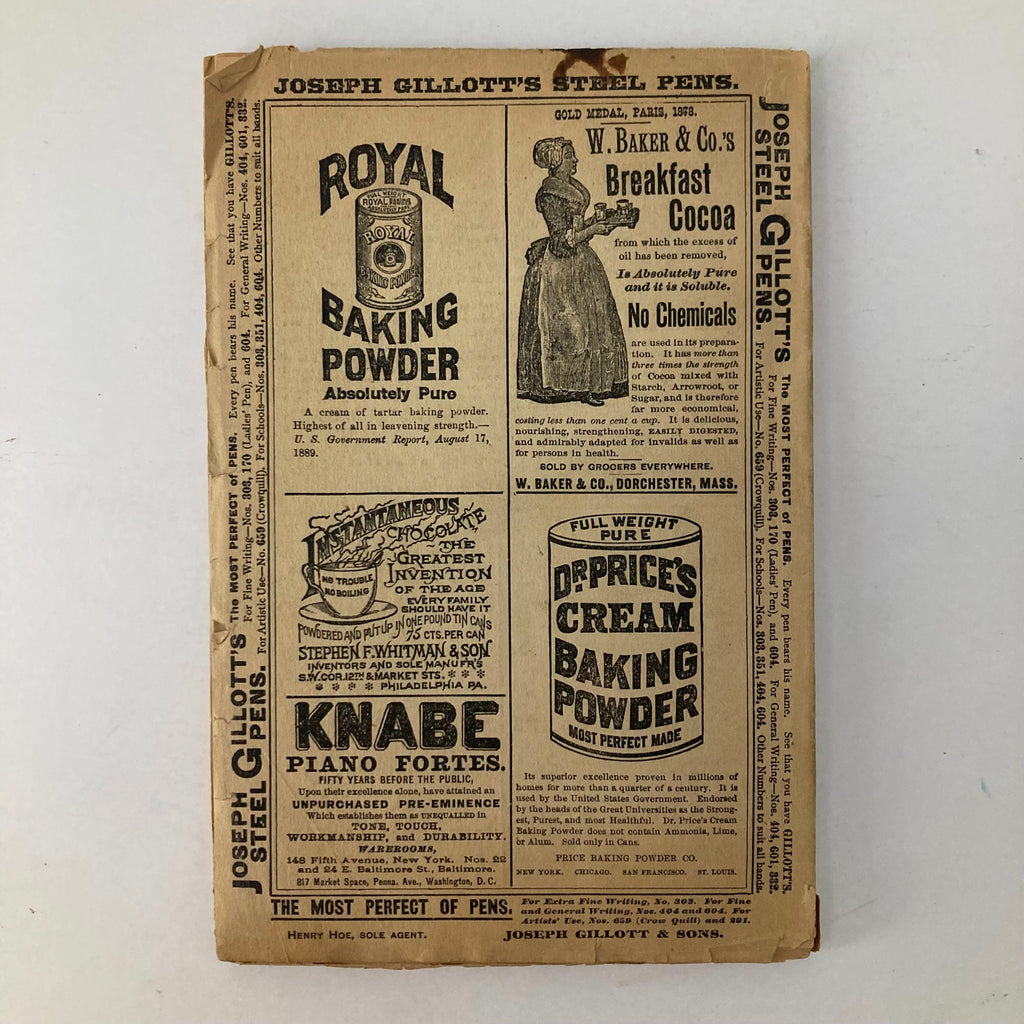 JOSEPH GILLOTT'S STEEL PENS.
ROYAL
FULL WEIGHT
ROYAL BAKING
ABSOLUTELY PURE
ROYAL
BAKING POWDER
BAKING
POWDER
Absolutely Pure
A cream of tartar baking powder.
Highest of all in leavening strength.—
U. S. Government Report, August 17,
1889.
GOLD MEDAL, PARIS, 1878.
W. BAKER & CO.'S
Breakfast
Cocoa
from which the excess of
oil has been removed,
Is Absolutely Pure
and it is Soluble.
No Chemicals
are used in its prepara-
tion. It has more than
three times the strength
of Cocoa mixed with
Starch, Arrowroot, or
Sugar, and is therefore
far more economical,
costing less than one cent a cup. It is delicious,
nourishing, strengthening, EASILY DIGESTED,
and admirably adapted for invalids as well as
for persons in health.
SOLD BY GROCERS EVERYWHERE.
W. BAKER & CO., DORCHESTER, MASS.
INSTANTANEOUS
CHOCOLATE
THE
GREATEST
INVENTION
OF THE AGE
NO TROUBLE,
NO BOILING
EVERY FAMILY
SHOULD HAVE IT
POWDERED AND PUT UP IN ONE POUND TIN CANS
75 CTS. PER CAN
STEPHEN F. WHITMAN & SON
INVENTORS AND SOLE MANUF'RS
S.W. COR. 12TH & MARKET STS.
PHILADELPHIA PA.
KNABE
PIANO FORTES.
FIFTY YEARS BEFORE THE PUBLIC,
Upon their excellence alone, have attained an
UNPURCHASED PRE-EMINENCE
Which establishes them as UNEQUALLED in
TONE, TOUCH,
WORKMANSHIP, and DURABILITY.
WAREROOMS,
148 Fifth Avenue, New York. Nos. 22
and 24 E. Baltimore St., Baltimore.
817 Market Space, Penna. Ave., Washington, D. C.
FULL WEIGHT
PURE
DR PRICE'S
CREAM
BAKING
POWDER
MOST PERFECT MADE
Its superior excellence proven in millions of
homes for more than a quarter of a century. It is
used by the United States Government. Endorsed
by the heads of the Great Universities as the Strong-
est, Purest, and most Healthful. Dr. Price's Cream
Baking Powder does not contain Ammonia, Lime,
or Alum. Sold only in Cans.
PRICE BAKING POWDER CO.
NEW YORK. CHICAGO. SAN FRANCISCO. ST. LOUIS.
JOSEPH GILLOTT'S STEEL PENS.
The MOST PERFECT of PENS. Every pen bears his name. See that you have GILLOTT'S.
For Fine Writing—Nos. 303, 170 (Ladies' Pen), and 604. For General Writing—Nos. 404, 601, 332.
For Artistic Use—No. 659 (Crowquill). For Schools—Nos. 303, 351, 404, 604. Other Numbers to suit all hands.
JOSEPH GILLOTT'S STEEL PENS.
The MOST PERFECT of PENS. Every pen bears his name. See that you have GILLOTT'S.
For Fine Writing—Nos. 303, 170 (Ladies' Pen), and 604. For General Writing—Nos. 404, 601, 332.
For Artistic Use—No. 659 (Crowquill). For Schools—Nos. 303, 351, 404, 604. Other Numbers to suit all hands.
THE MOST PERFECT OF PENS.
For Extra Fine Writing, No. 303. For Fine
and General Writing, Nos. 404 and 604. For
Artists' Use, Nos. 659 (Crow Quill) and 291.
HENRY HOE, SOLE AGENT.
JOSEPH GILLOTT & SONS.